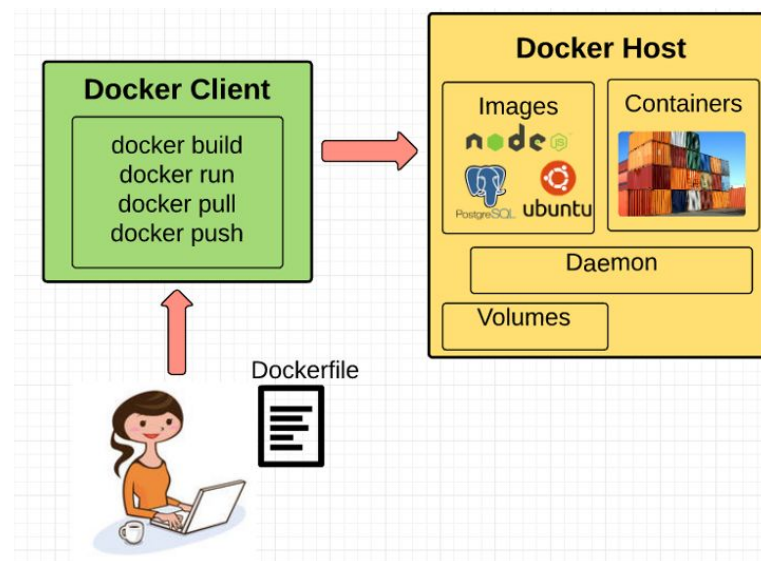 Docker Client
docker build
docker run
docker pull
docker push
Docker Host
Images
node
JS
PostgreSQL
ubuntu
Containers
Daemon
Volumes
Dockerfile